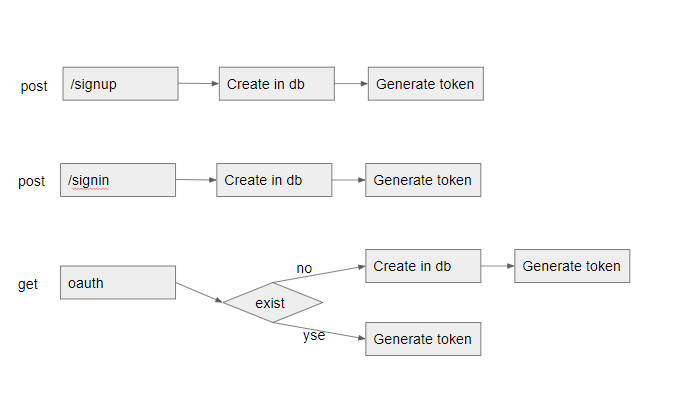 post
/signup
Create in db
Generate token
post
/signin
Create in db
Generate token
get
oauth
exist
no
Create in db
Generate token
yse
Generate token